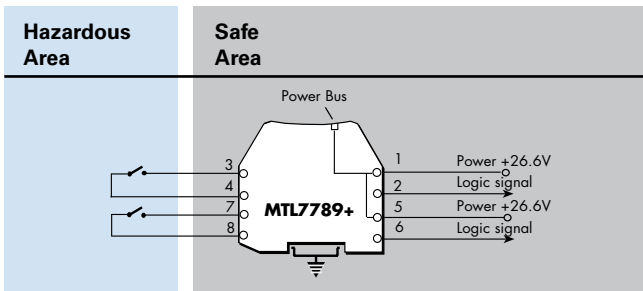 Hazardous
Area
Safe
Area
Power Bus
3
4
7
8
MTL7789+
1
2
5
6
Power +26.6V
Logic signal
Power +26.6V
Logic signal